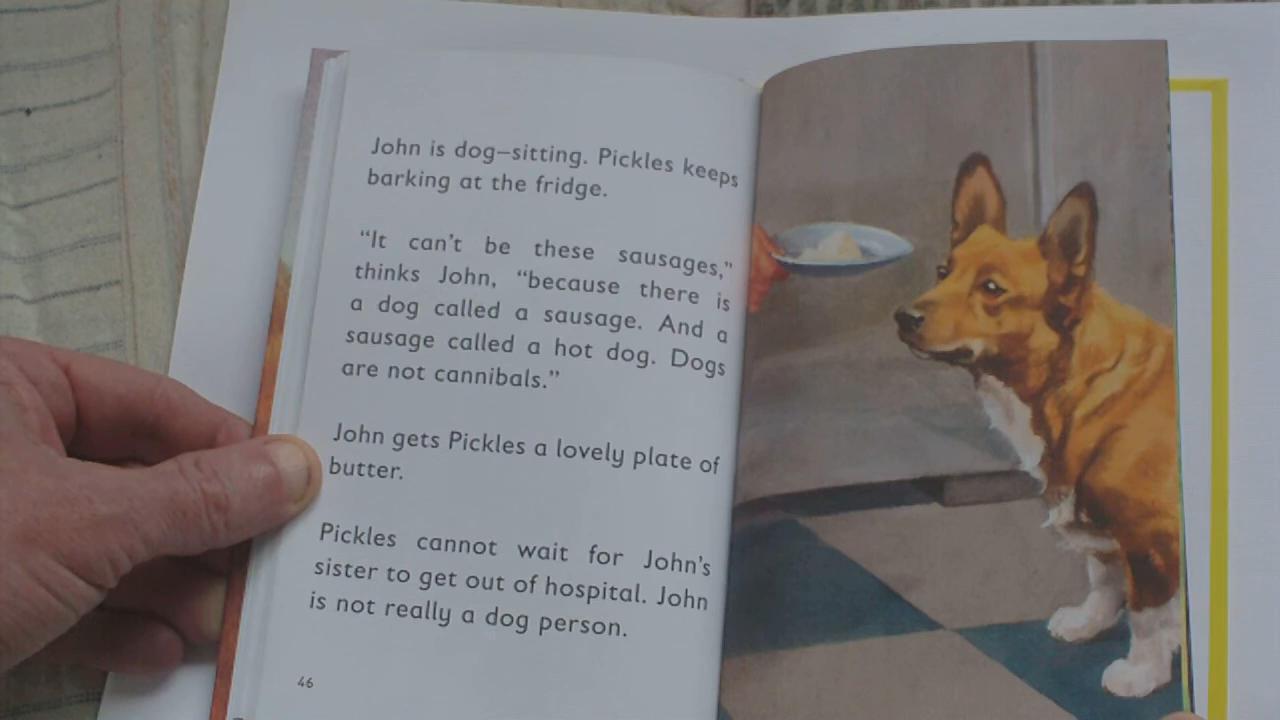 John is dog–sitting. Pickles keeps
barking at the fridge.
“It can’t be these sausages,”
thinks John, “because there is
a dog called a sausage. And a
sausage called a hot dog. Dogs
are not cannibals.”
John gets Pickles a lovely plate of
butter.
Pickles cannot wait for John’s
sister to get out of hospital. John
is not really a dog person.
46